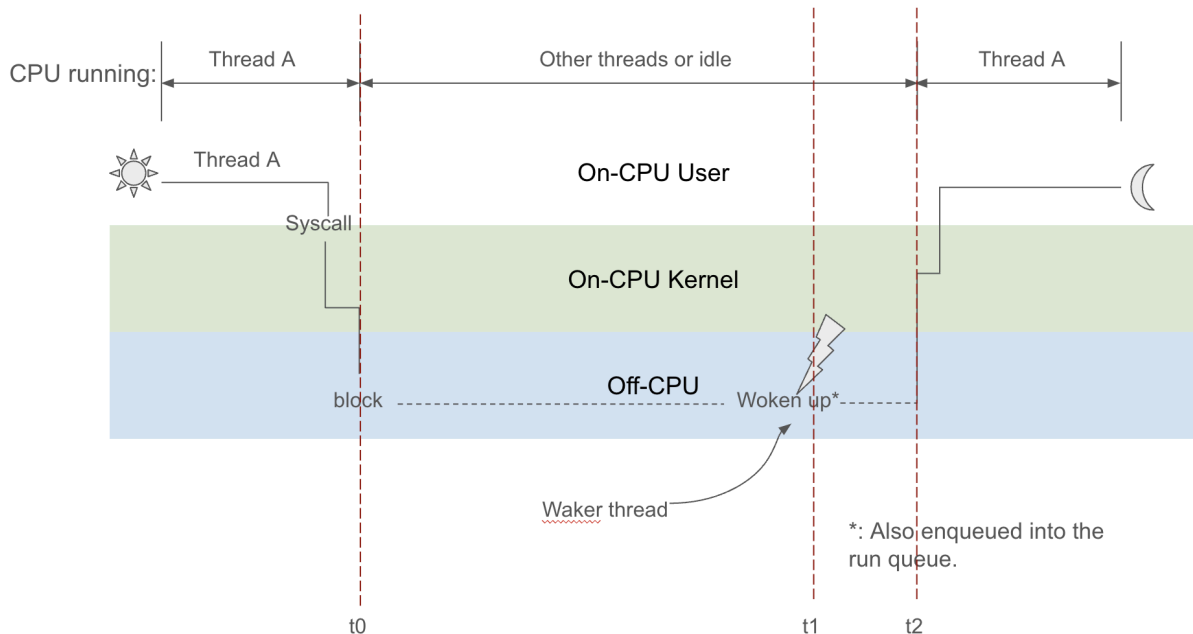 Thread A
Other threads or idle
Thread A
CPU running:
Thread A
On-CPU User
Syscall
On-CPU Kernel
Off-CPU
block
Woken up*
Waker thread
*: Also enqueued into the
run queue.
t0
t1
t2